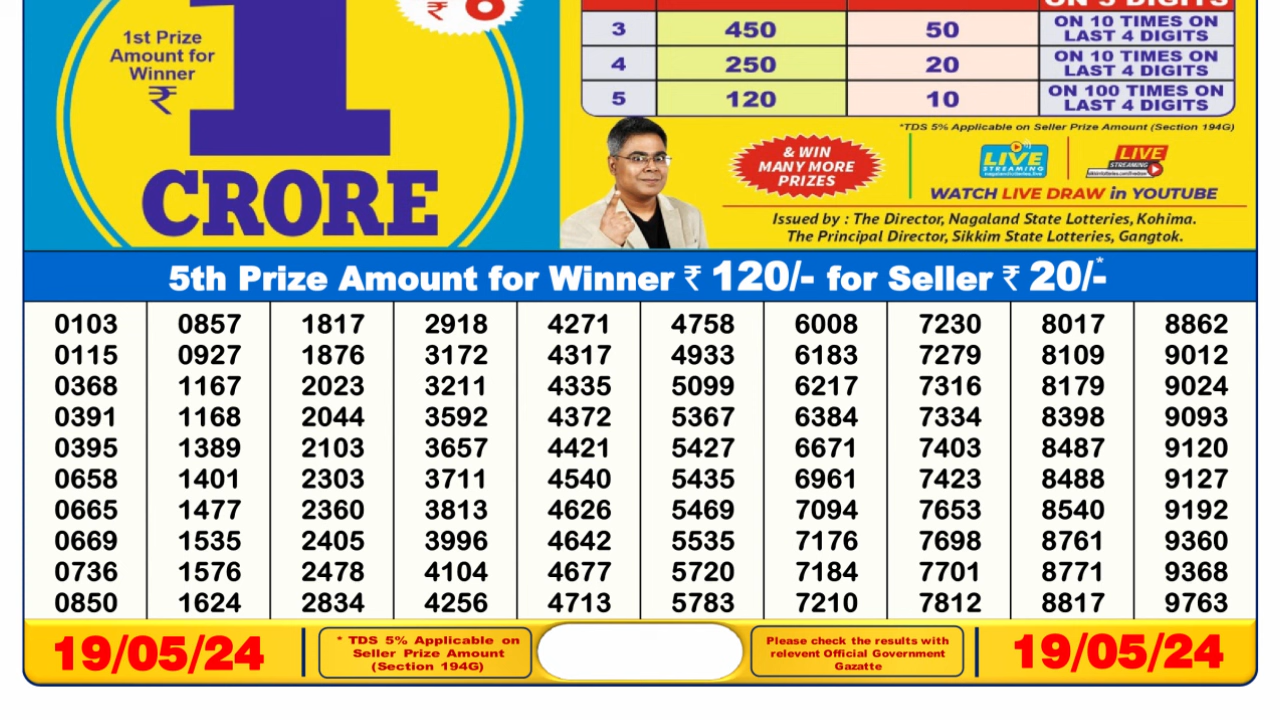 ₹ 6
1
1st Prize
Amount for
Winner
₹
CRORE
ON 5 DIGITS
3 450 50 ON 10 TIMES ON LAST 4 DIGITS
4 250 20 ON 10 TIMES ON LAST 4 DIGITS
5 120 10 ON 100 TIMES ON LAST 4 DIGITS
*TDS 5% Applicable on Seller Prize Amount (Section 194G)
& WIN
MANY MORE
PRIZES
LIVE
STREAMING
LIVE
STREAMING
WATCH LIVE DRAW in YOUTUBE
Issued by : The Director, Nagaland State Lotteries, Kohima.
The Principal Director, Sikkim State Lotteries, Gangtok.
5th Prize Amount for Winner ₹ 120/- for Seller ₹ 20/-*
0103 0857 1817 2918 4271 4758 6008 7230 8017 8862
0115 0927 1876 3172 4317 4933 6183 7279 8109 9012
0368 1167 2023 3211 4335 5099 6217 7316 8179 9024
0391 1168 2044 3592 4372 5367 6384 7334 8398 9093
0395 1389 2103 3657 4421 5427 6671 7403 8487 9120
0658 1401 2303 3711 4540 5435 6961 7423 8488 9127
0665 1477 2360 3813 4626 5469 7094 7653 8540 9192
0669 1535 2405 3996 4642 5535 7176 7698 8761 9360
0736 1576 2478 4104 4677 5720 7184 7701 8771 9368
0850 1624 2834 4256 4713 5783 7210 7812 8817 9763
19/05/24
* TDS 5% Applicable on
Seller Prize Amount
(Section 194G)
Please check the results with
relevent Official Government
Gazatte
19/05/24